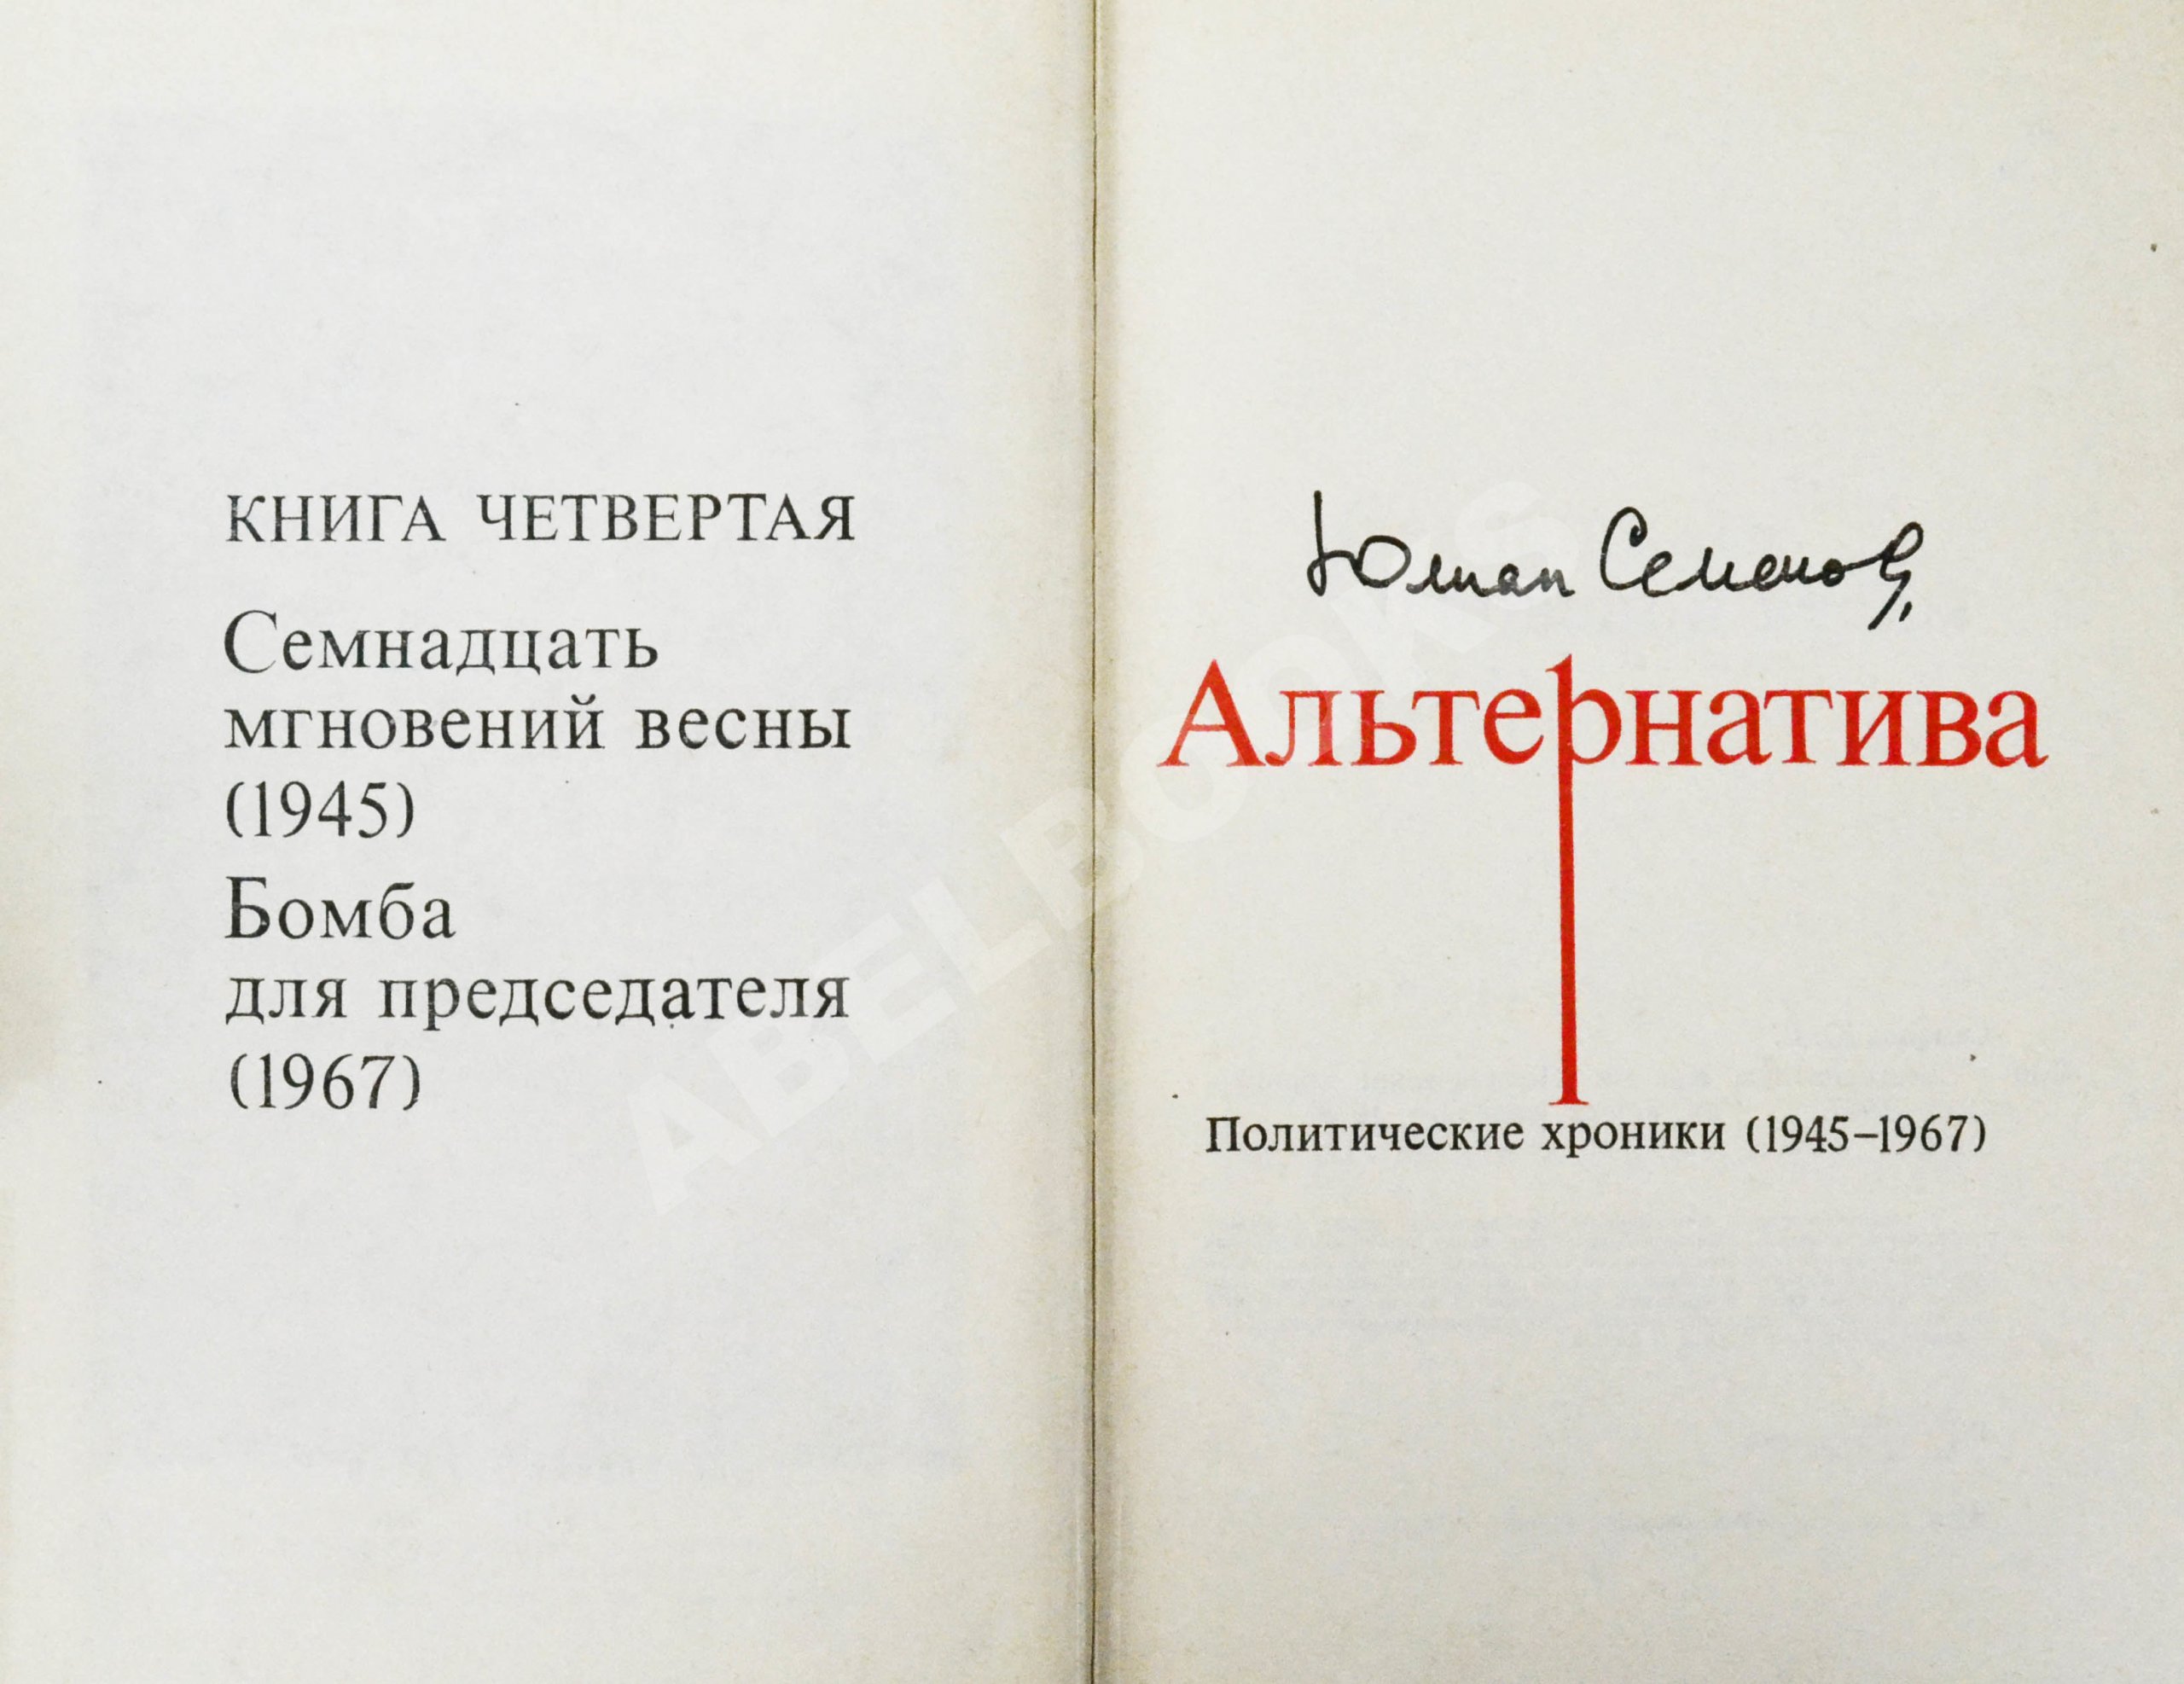 КНИГА ЧЕТВЕРТАЯ
Семнадцать
мгновений весны
(1945)
Бомба
для председателя
(1967)
Юлиан Семенов
Альтернатива
Политические хроники (1945–1967)
ABELBOOKS